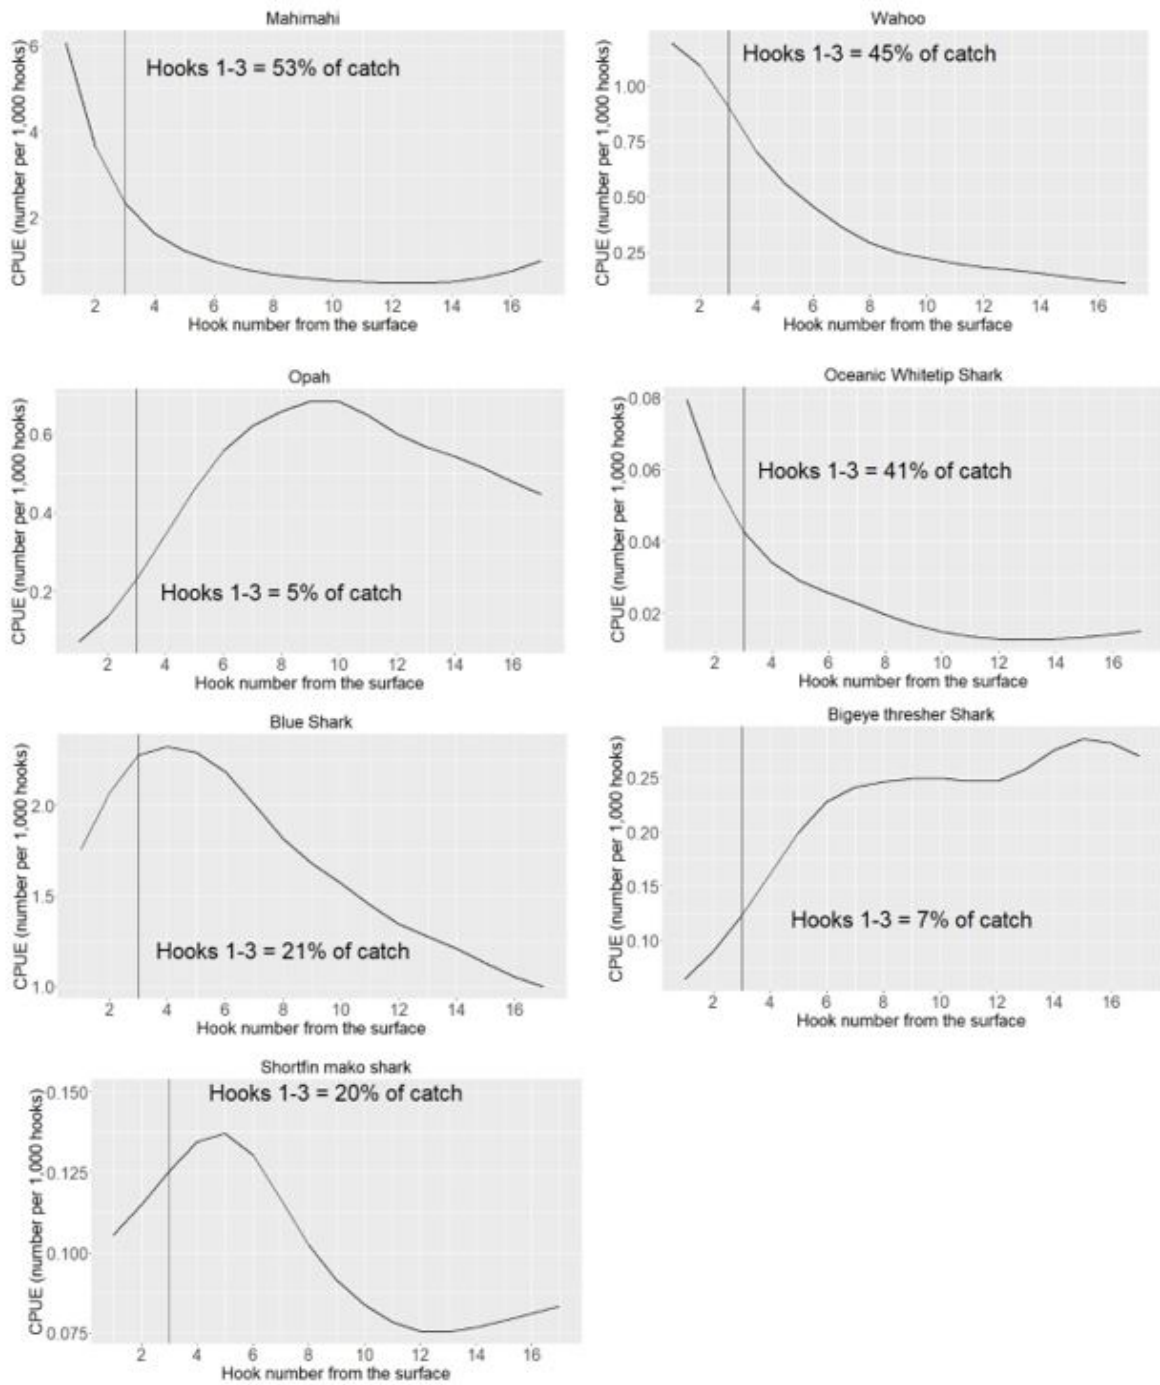 Mahimahi
CPUE (number per 1,000 hooks)
6
4
2
Hooks 1-3 = 53% of catch
2 4 6 8 10 12 14 16
Hook number from the surface
Wahoo
CPUE (number per 1,000 hooks)
1.00
0.75
0.50
0.25
Hooks 1-3 = 45% of catch
2 4 6 8 10 12 14 16
Hook number from the surface
Opah
CPUE (number per 1,000 hooks)
0.6
0.4
0.2
Hooks 1-3 = 5% of catch
2 4 6 8 10 12 14 16
Hook number from the surface
Oceanic Whitetip Shark
CPUE (number per 1,000 hooks)
0.08
0.06
0.04
0.02
Hooks 1-3 = 41% of catch
2 4 6 8 10 12 14 16
Hook number from the surface
Blue Shark
CPUE (number per 1,000 hooks)
2.0
1.5
1.0
Hooks 1-3 = 21% of catch
2 4 6 8 10 12 14 16
Hook number from the surface
Bigeye thresher Shark
CPUE (number per 1,000 hooks)
0.25
0.20
0.15
0.10
Hooks 1-3 = 7% of catch
2 4 6 8 10 12 14 16
Hook number from the surface
Shortfin mako shark
CPUE (number per 1,000 hooks)
0.150
0.125
0.100
0.075
Hooks 1-3 = 20% of catch
2 4 6 8 10 12 14 16
Hook number from the surface